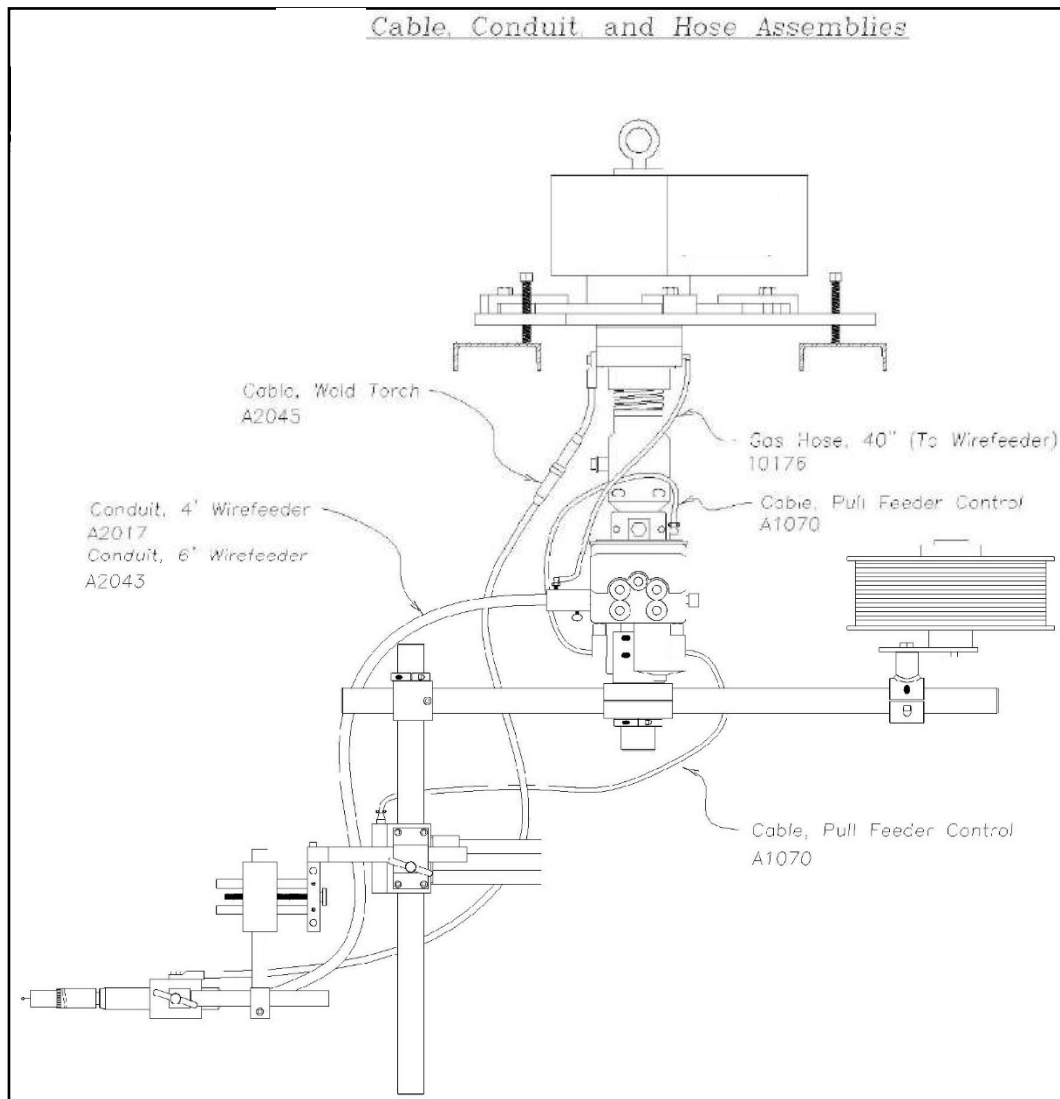 Cable, Conduit, and Hose Assemblies
Cable, Weld Torch
A2045
Gas Hose, 40" (To Wirefeeder)
10176
Conduit, 4' Wirefeeder
A2017
Conduit, 6' Wirefeeder
A2043
Cable, Pull Feeder Control
A1070
Cable, Pull Feeder Control
A1070